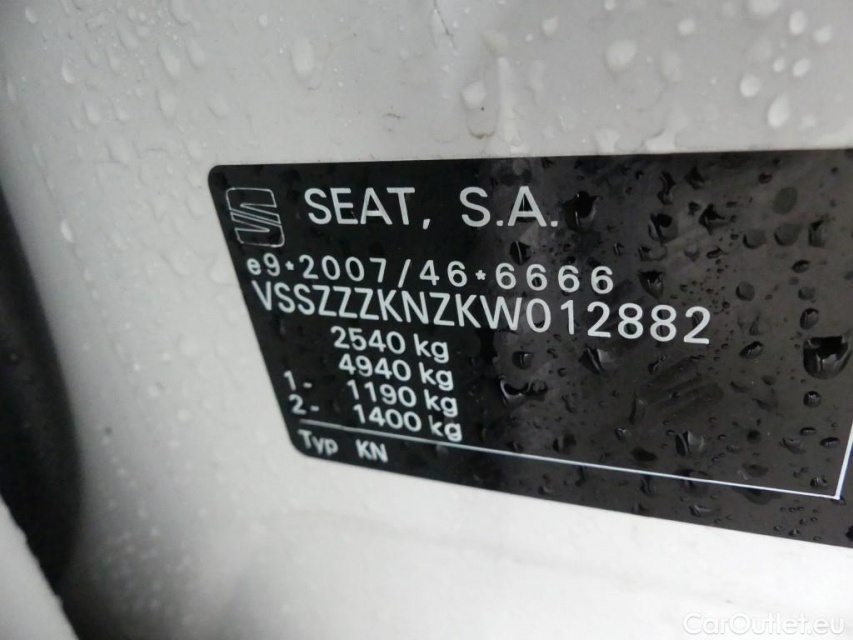 SEAT, S.A.
e9*2007/46*6666
VSSZZZKNZKW012882
2540 kg
4940 kg
1- 1190 kg
2- 1400 kg
Typ KN
CarOutlet.eu